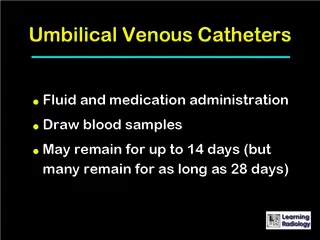 Umbilical Venous Catheters
Fluid and medication administration
Draw blood samples
May remain for up to 14 days (but
many remain for as long as 28 days)
Learning
Radiology